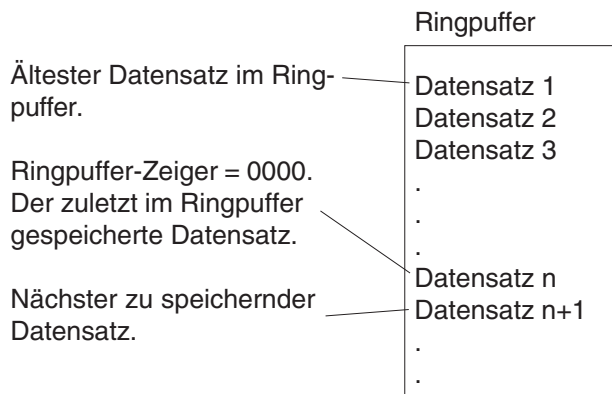 Ringpuffer
Ältester Datensatz im Ring-
puffer.
Ringpuffer-Zeiger = 0000.
Der zuletzt im Ringpuffer
gespeicherte Datensatz.
Nächster zu speichernder
Datensatz.
Datensatz 1
Datensatz 2
Datensatz 3
.
.
.
Datensatz n
Datensatz n+1
.
.